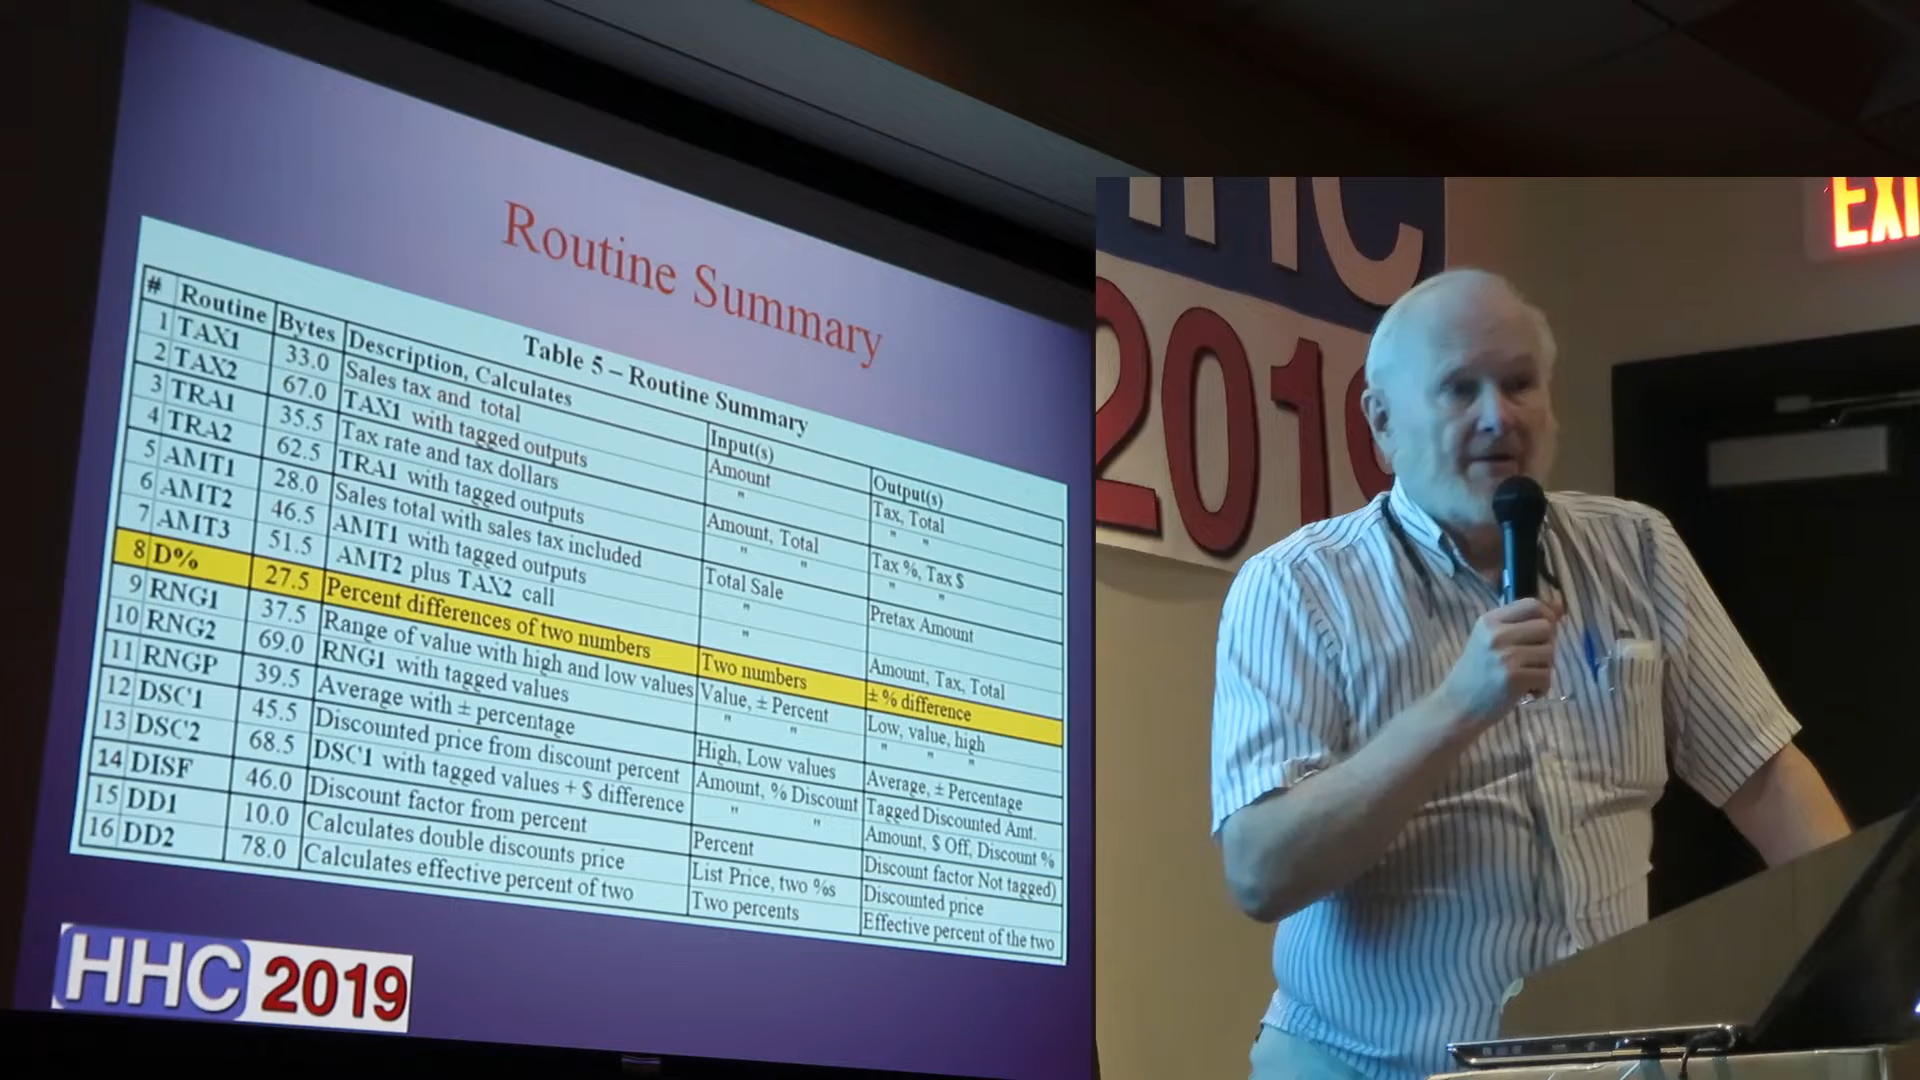 Routine Summary
Table 5 – Routine Summary
# Routine Bytes Description, Calculates Input(s) Output(s)
1 TAX1 33.0 Sales tax and total Amount Tax, Total
2 TAX2 67.0 TAX1 with tagged outputs " " "
3 TRA1 35.5 Tax rate and tax dollars Amount, Total Tax %, Tax $
4 TRA2 62.5 TRA1 with tagged outputs " " " "
5 AMT1 28.0 Sales total with sales tax included Total Sale Pretax Amount
6 AMT2 46.5 AMT1 with tagged outputs "
7 AMT3 51.5 AMT2 plus TAX2 call " Amount, Tax, Total
8 D% 27.5 Percent differences of two numbers Two numbers ± % difference
9 RNG1 37.5 Range of value with high and low values Value, ± Percent Low, value, high
10 RNG2 69.0 RNG1 with tagged values " " " " "
11 RNGP 39.5 Average with ± percentage High, Low values Average, ± Percentage
12 DSC1 45.5 Discounted price from discount percent Amount, % Discount Tagged Discounted Amt.
13 DSC2 68.5 DSC1 with tagged values + $ difference " " Amount, $ Off, Discount %
14 DISF 46.0 Discount factor from percent Percent Discount factor Not tagged)
15 DD1 10.0 Calculates double discounts price List Price, two %s Discounted price
16 DD2 78.0 Calculates effective percent of two Two percents Effective percent of the two
HHC 2019
HHC
2019
EXI